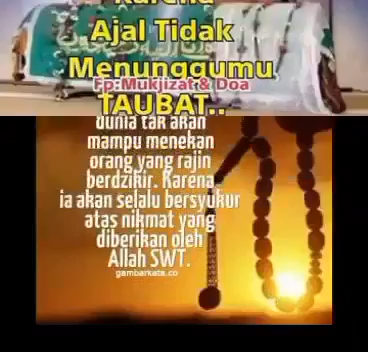 Karena
Ajal Tidak
Menunggumu
Fp:Mukjizat & Doa
TAUBAT..
dunia tak akan
mampu menekan
orang yang rajin
berdzikir. Karena
ia akan selalu bersyukur
atas nikmat yang
diberikan oleh
Allah SWT.
gambarkata.co